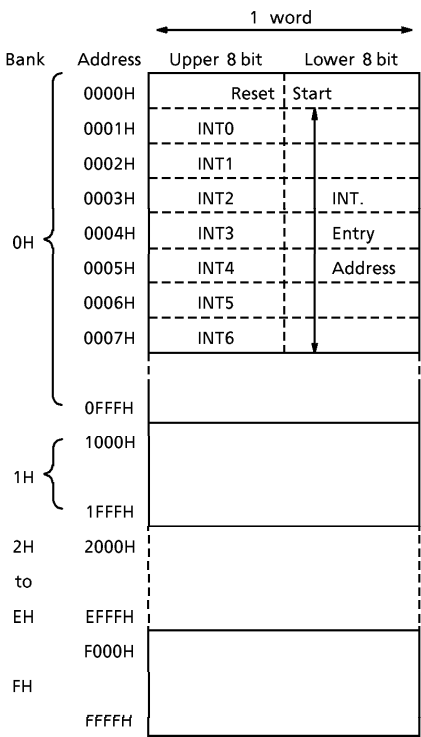 1 word
Bank Address Upper 8 bit Lower 8 bit
0000H Reset Start
0001H INT0
0002H INT1
0003H INT2 INT.
0004H INT3 Entry
0H
0005H INT4 Address
0006H INT5
0007H INT6
0FFFH
1000H
1H
1FFFH
2H 2000H
to
EH EFFFH
F000H
FH
FFFFH